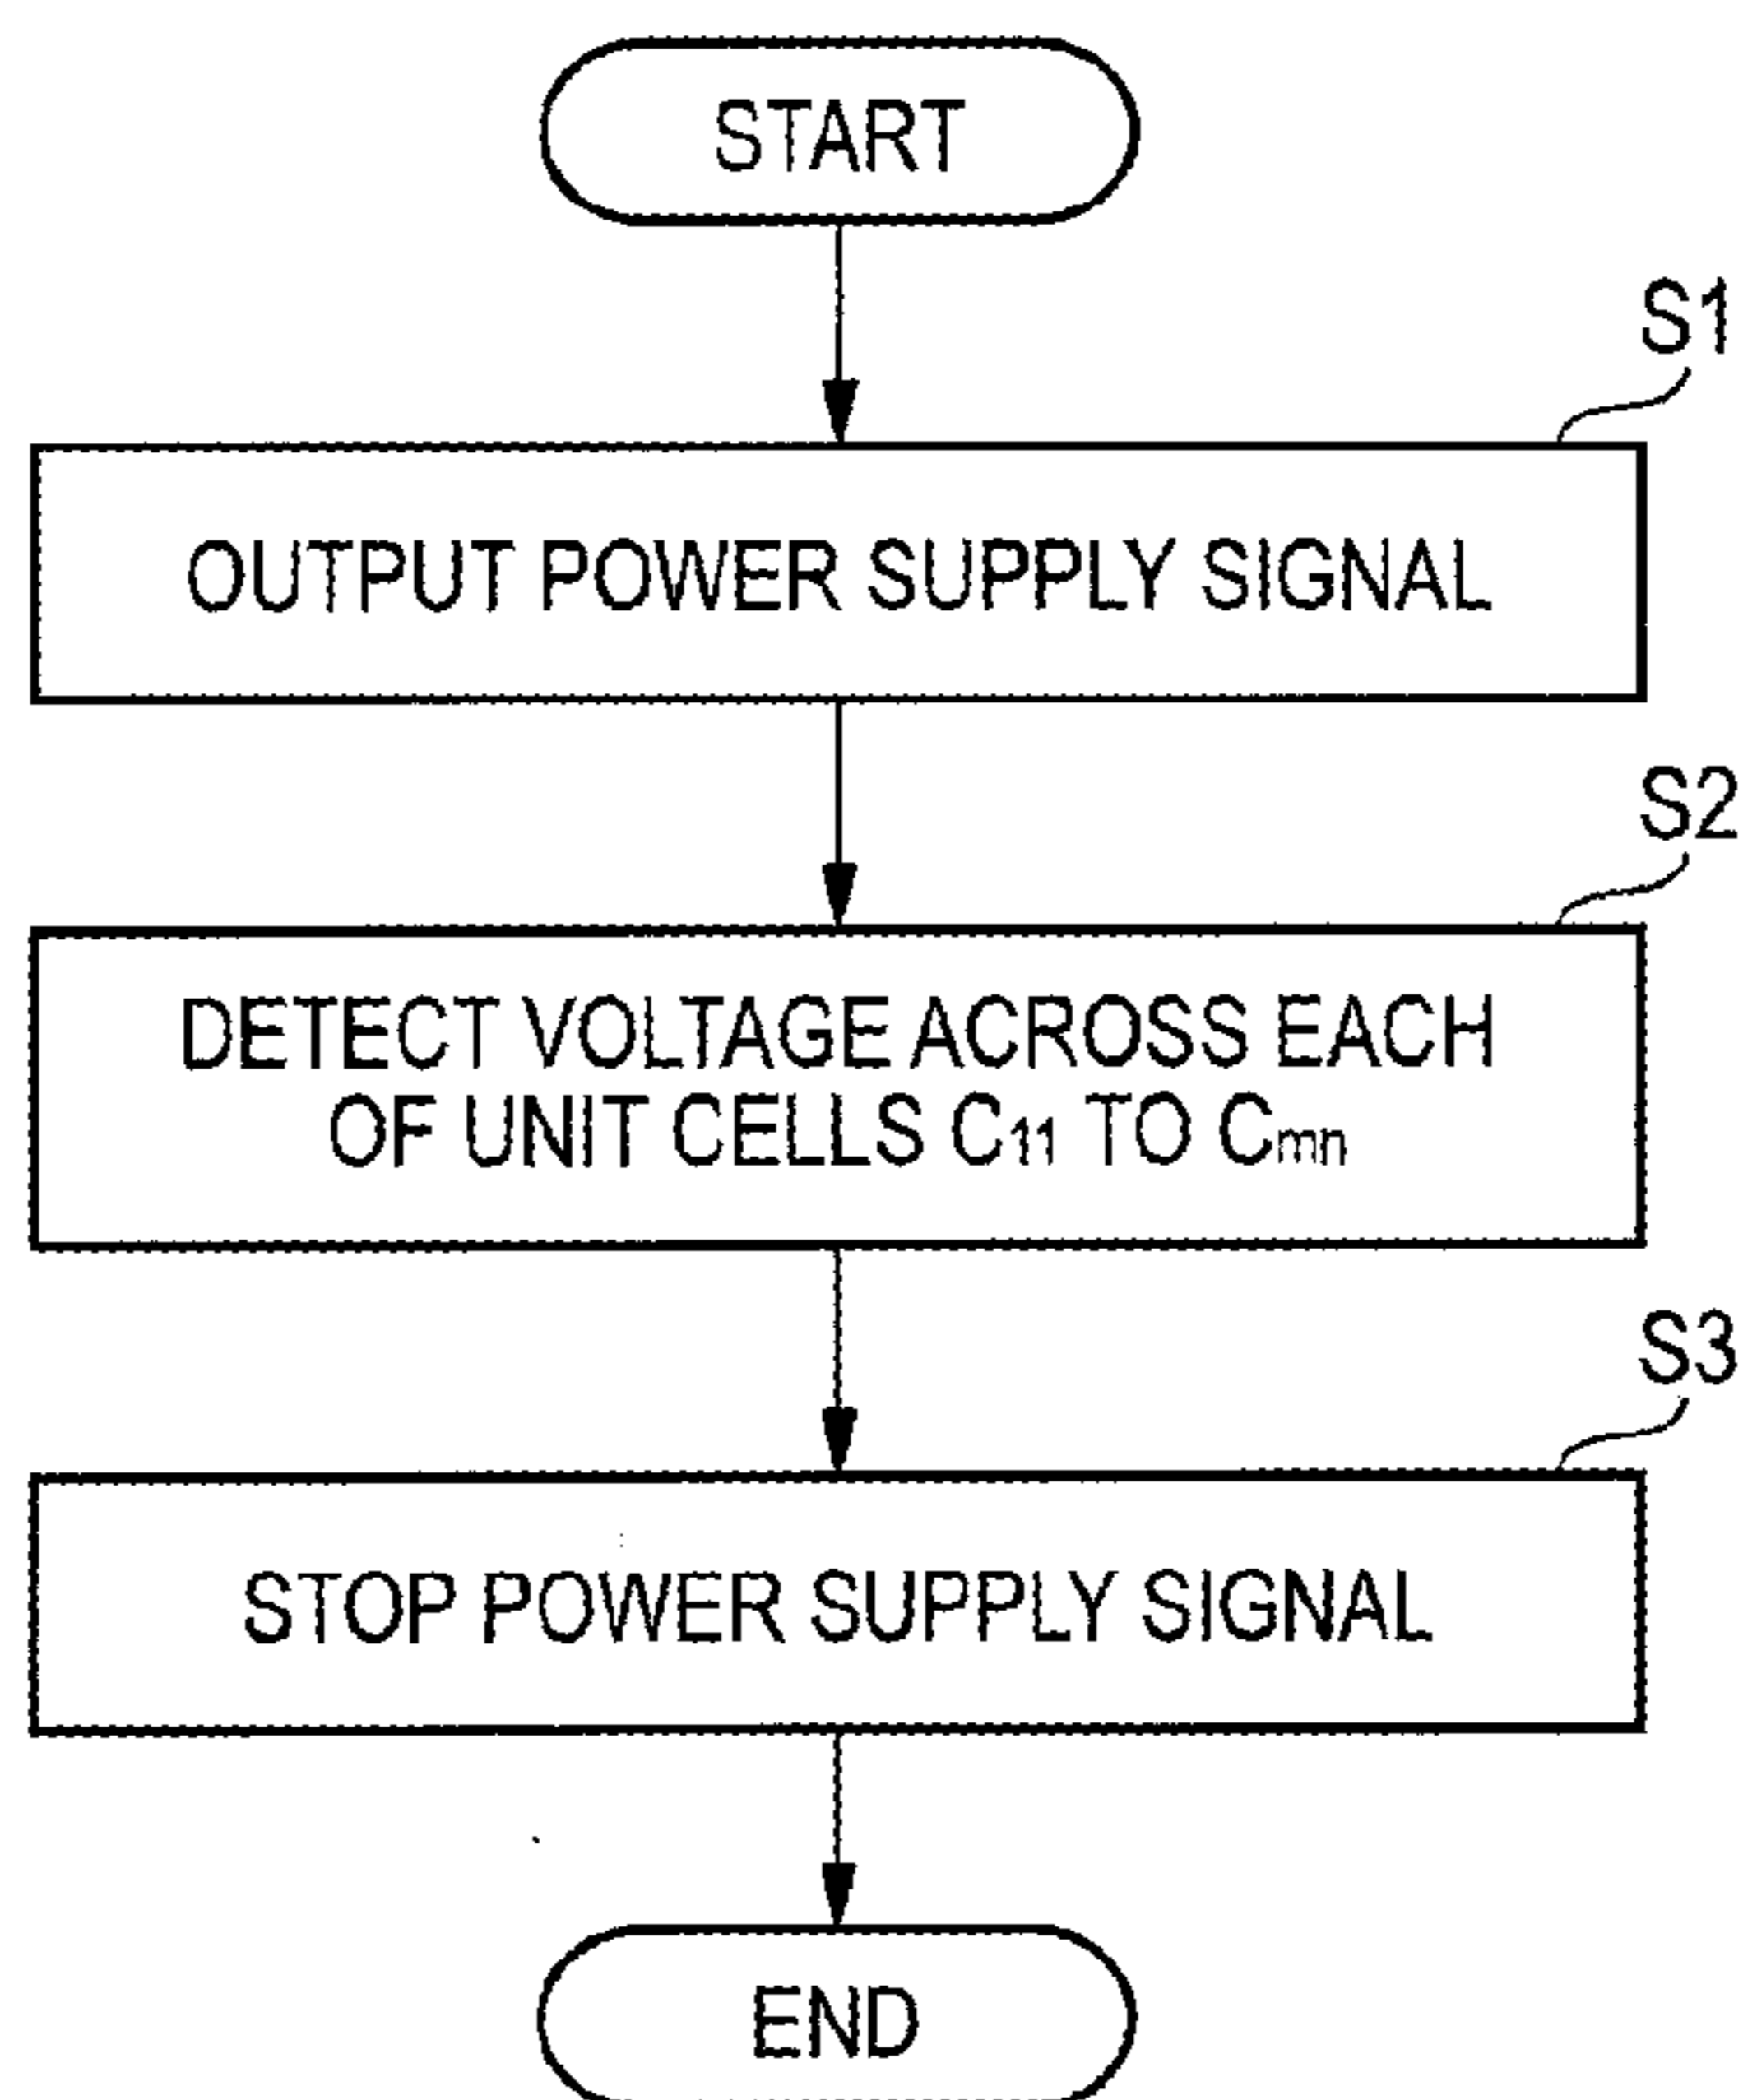 START
S1
OUTPUT POWER SUPPLY SIGNAL
S2
DETECT VOLTAGE ACROSS EACH
OF UNIT CELLS C11 TO Cmn
S3
STOP POWER SUPPLY SIGNAL
END